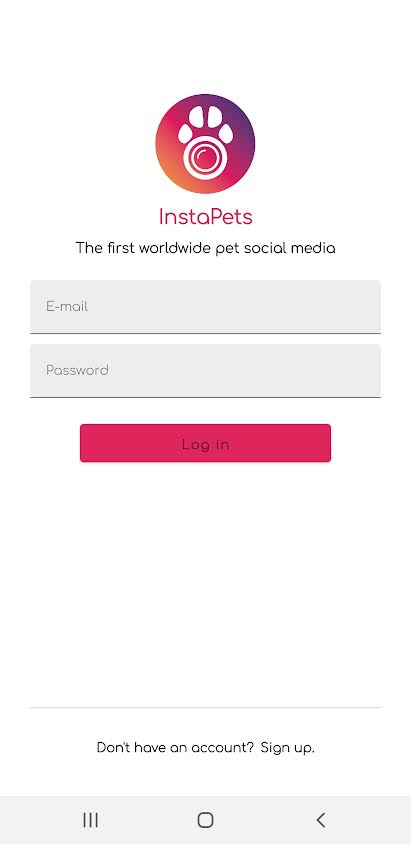 InstaPets
The first worldwide pet social media
E-mail
Password
Log in
Don't have an account? Sign up.